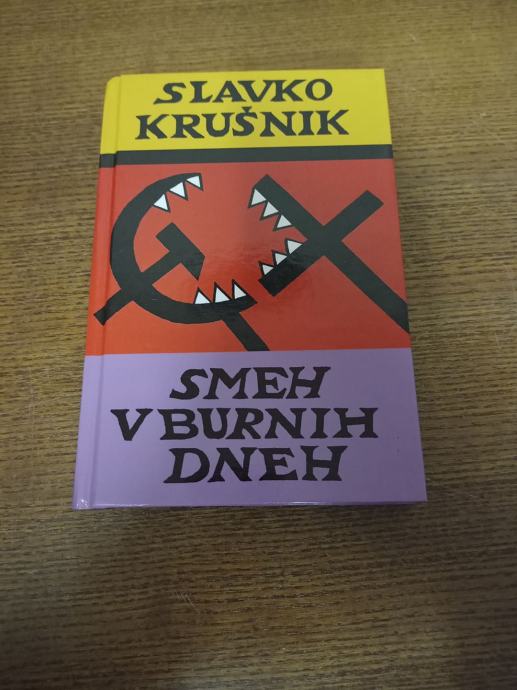 SLAVKO
KRUŠNIK
SMEH
V BURNIH
DNEH